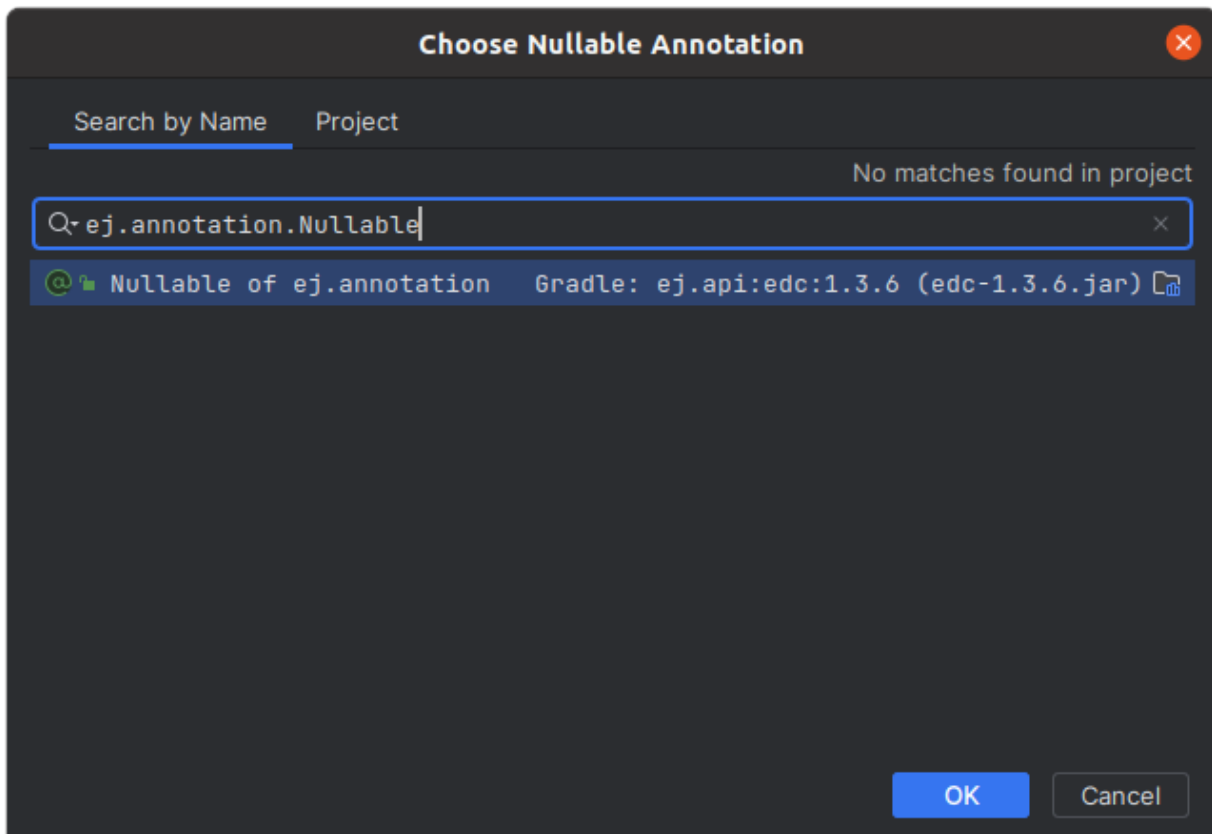 Choose Nullable Annotation
Search by Name Project
No matches found in project
ej.annotation.Nullable
Nullable of ej.annotation Gradle: ej.api:edc:1.3.6 (edc-1.3.6.jar)
OK Cancel